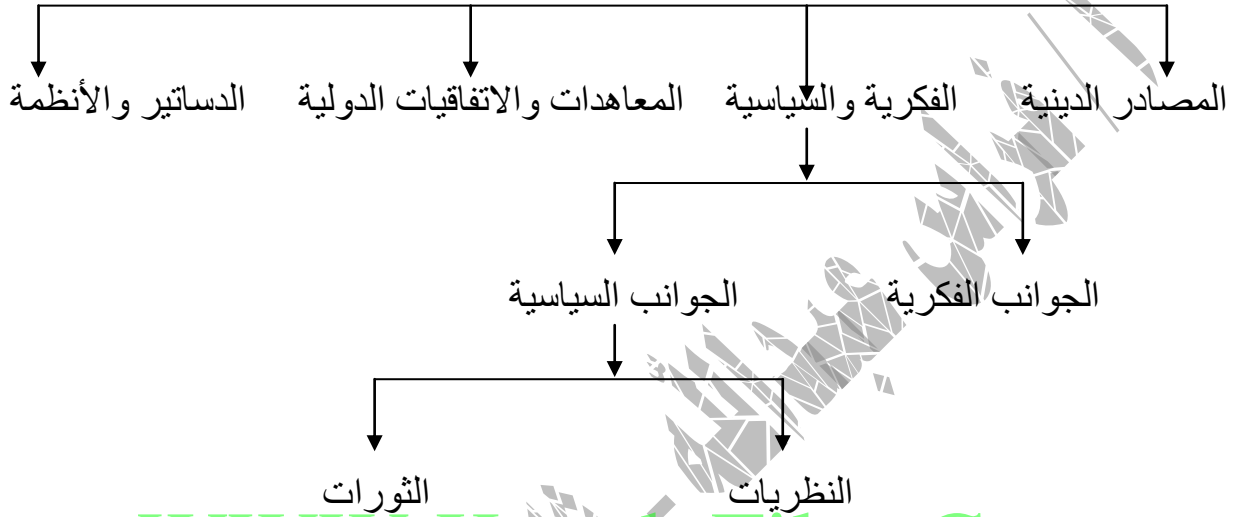 المصادر الدينية الفكرية والسياسية المعاهدات والاتفاقيات الدولية الدساتير والأنظمة
الجوانب الفكرية الجوانب السياسية
النظريات الثورات